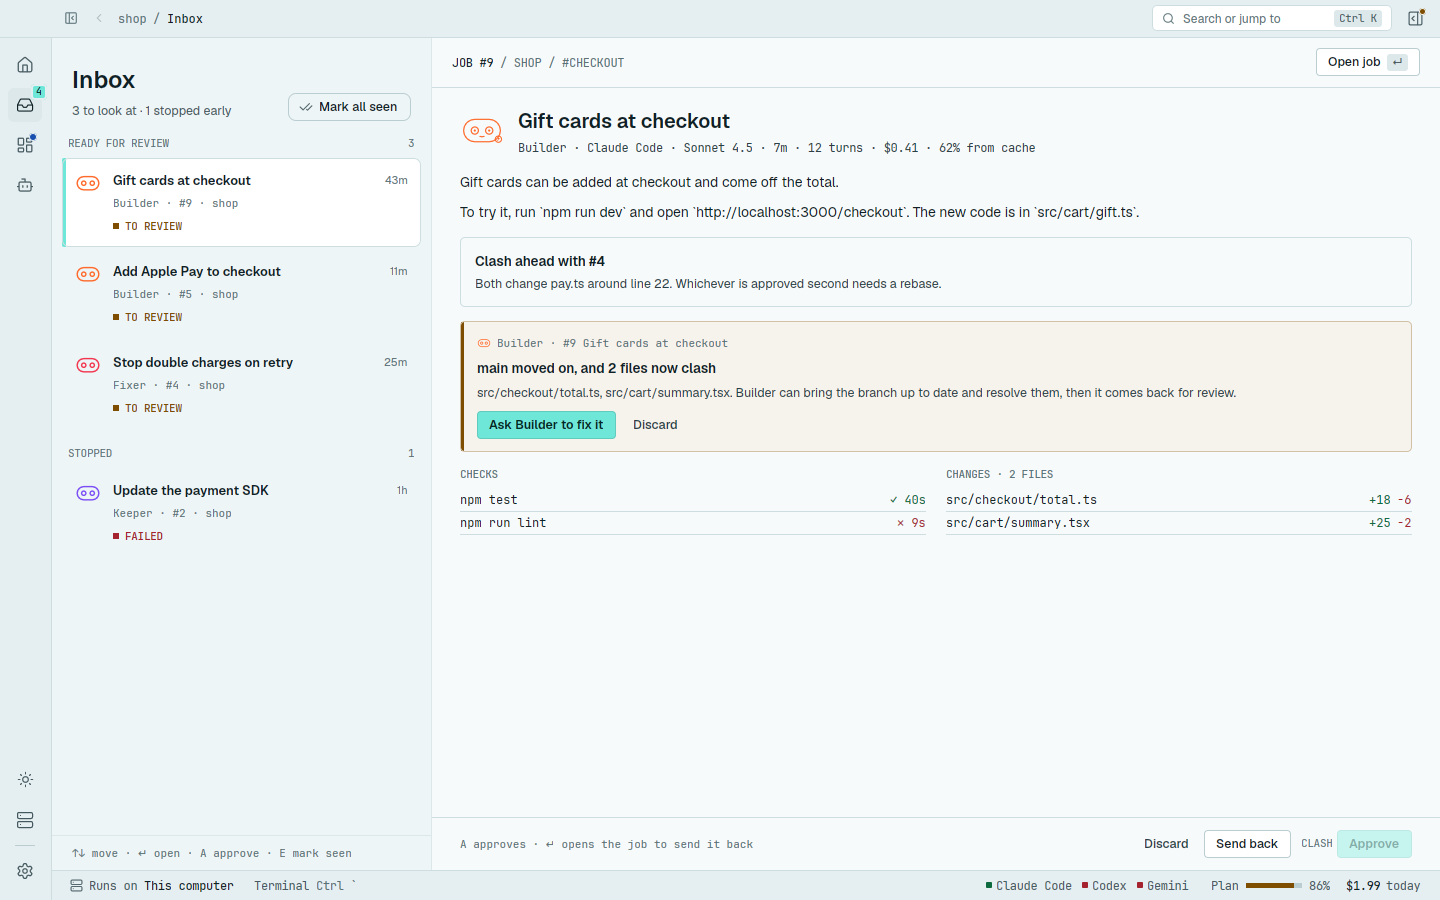 shop / Inbox
Search or jump to
Ctrl K
4
Inbox
3 to look at · 1 stopped early
Mark all seen
READY FOR REVIEW
3
Gift cards at checkout
43m
Builder · #9 · shop
TO REVIEW
Add Apple Pay to checkout
11m
Builder · #5 · shop
TO REVIEW
Stop double charges on retry
25m
Fixer · #4 · shop
TO REVIEW
STOPPED
1
Update the payment SDK
1h
Keeper · #2 · shop
FAILED
↑↓ move · ↵ open · A approve · E mark seen
JOB #9 / SHOP / #CHECKOUT
Open job ↵
Gift cards at checkout
Builder · Claude Code · Sonnet 4.5 · 7m · 12 turns · $0.41 · 62% from cache
Gift cards can be added at checkout and come off the total.
To try it, run `npm run dev` and open `http://localhost:3000/checkout`. The new code is in `src/cart/gift.ts`.
Clash ahead with #4
Both change pay.ts around line 22. Whichever is approved second needs a rebase.
Builder · #9 Gift cards at checkout
main moved on, and 2 files now clash
src/checkout/total.ts, src/cart/summary.tsx. Builder can bring the branch up to date and resolve them, then it comes back for review.
Ask Builder to fix it
Discard
CHECKS
npm test
✓ 40s
npm run lint
× 9s
CHANGES · 2 FILES
src/checkout/total.ts
+18 -6
src/cart/summary.tsx
+25 -2
A approves · ↵ opens the job to send it back
Discard
Send back
CLASH
Approve
Runs on This computer
Terminal Ctrl `
Claude Code
Codex
Gemini
Plan
86%
$1.99 today